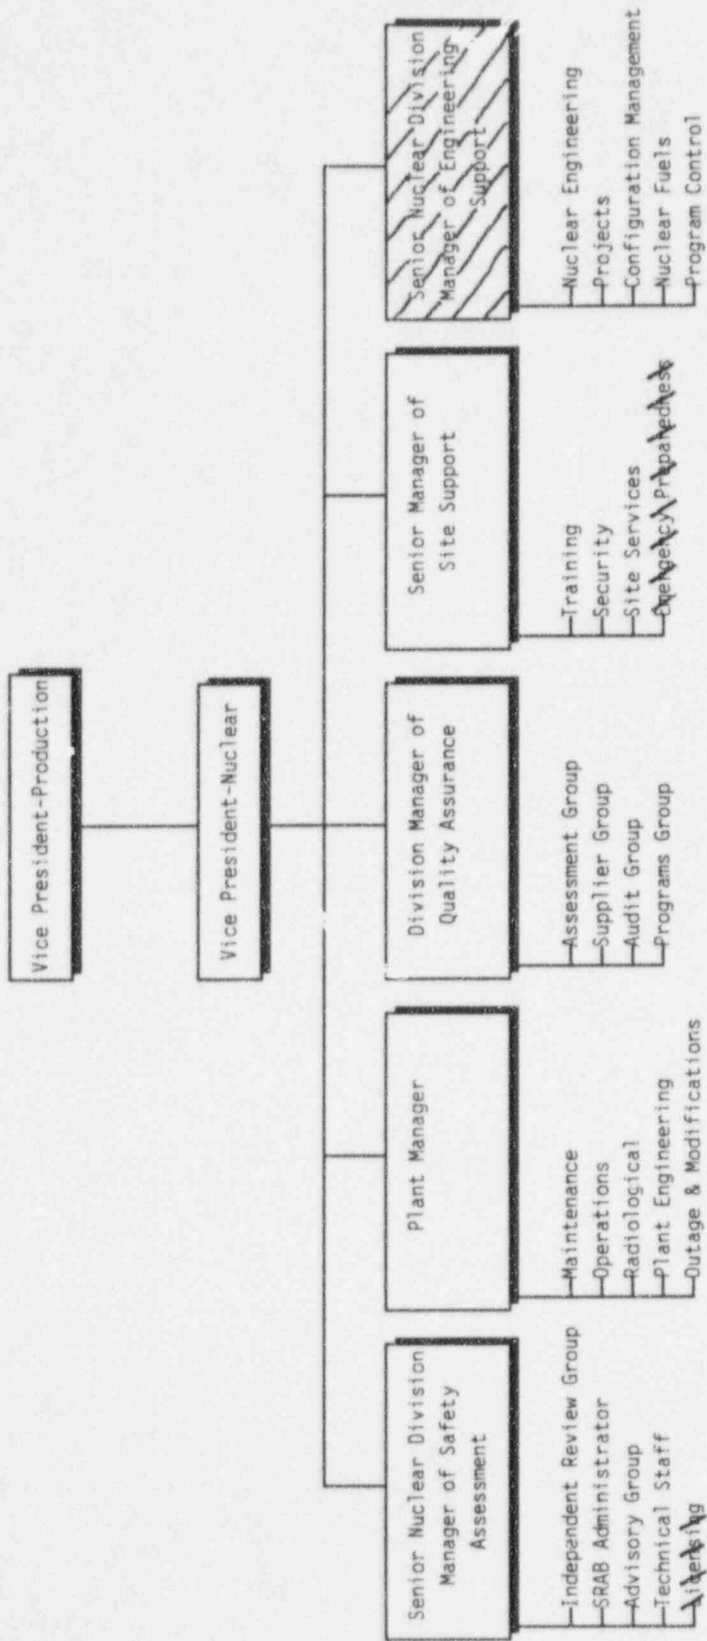 Vice President-Production
Vice President-Nuclear
Senior Nuclear Division
Manager of Safety
Assessment
Independent Review Group
SRAB Administrator
Advisory Group
Technical Staff
Licensing
Plant Manager
Maintenance
Operations
Radiological
Plant Engineering
Outage & Modifications
Division Manager of
Quality Assurance
Assessment Group
Supplier Group
Audit Group
Programs Group
Senior Manager of
Site Support
Training
Security
Site Services
Emergency Preparedness
Senior Nuclear Division
Manager of Engineering
Support
Nuclear Engineering
Projects
Configuration Management
Nuclear Fuels
Program Control